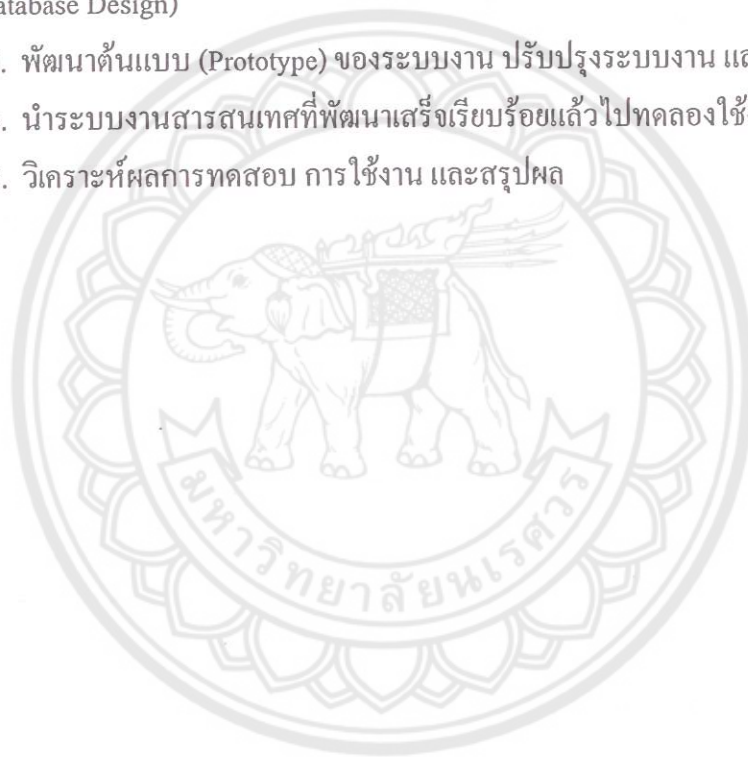 atabase Design)
. พัฒนาต้นแบบ (Prototype) ของระบบงาน ปรับปรุงระบบงาน แล
. นำระบบงานสารสนเทศที่พัฒนาเสร็จเรียบร้อยแล้วไปทดลองใช้
. วิเคราะห์ผลการทดสอบ การใช้งาน และสรุปผล
มหาวิทยาลัยนเรศวร